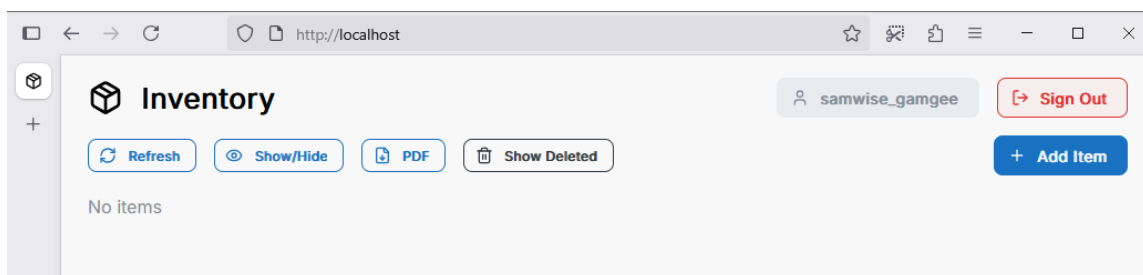 http://localhost
Inventory
samwise_gamgee
Sign Out
Refresh
Show/Hide
PDF
Show Deleted
+ Add Item
No items